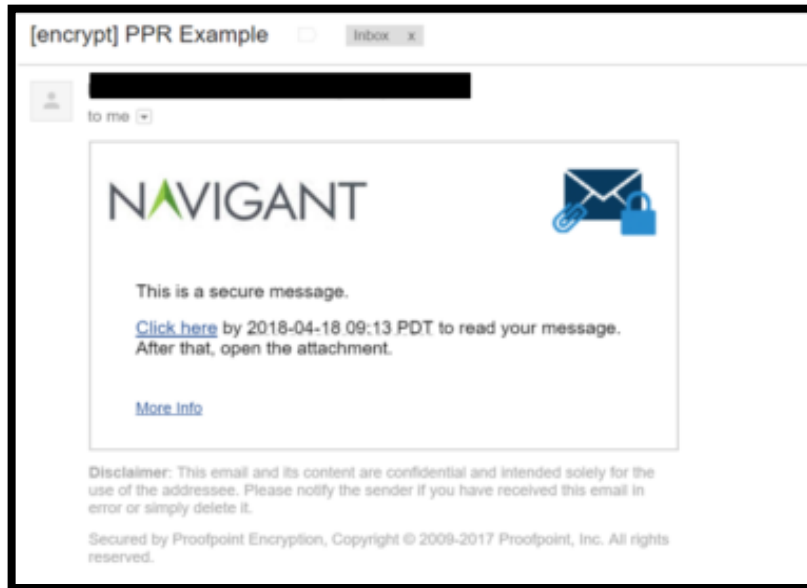 [encrypt] PPR Example
Inbox x
to me
NAVIGANT
This is a secure message.
Click here by 2018-04-18 09:13 PDT to read your message.
After that, open the attachment.
More Info
Disclaimer: This email and its content are confidential and intended solely for the
use of the addressee. Please notify the sender if you have received this email in
error or simply delete it.
Secured by Proofpoint Encryption, Copyright © 2009-2017 Proofpoint, Inc. All rights
reserved.